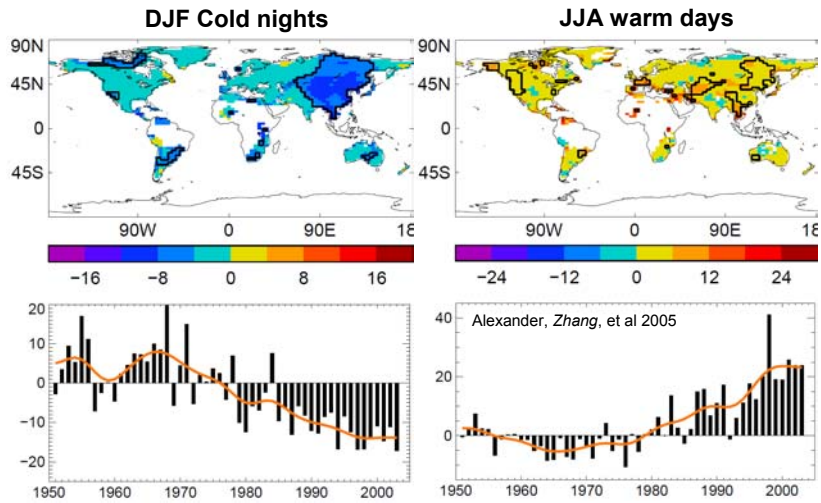 DJF Cold nights
JJA warm days
90N
45N
0
45S
90W 0 90E 18
90N
45N
0
45S
90W 0 90E 18
−16 −8 0 8 16
−24 −12 0 12 24
20
10
0
−10
−20
1950 1960 1970 1980 1990 2000
Alexander, Zhang, et al 2005
40
20
0
1950 1960 1970 1980 1990 2000